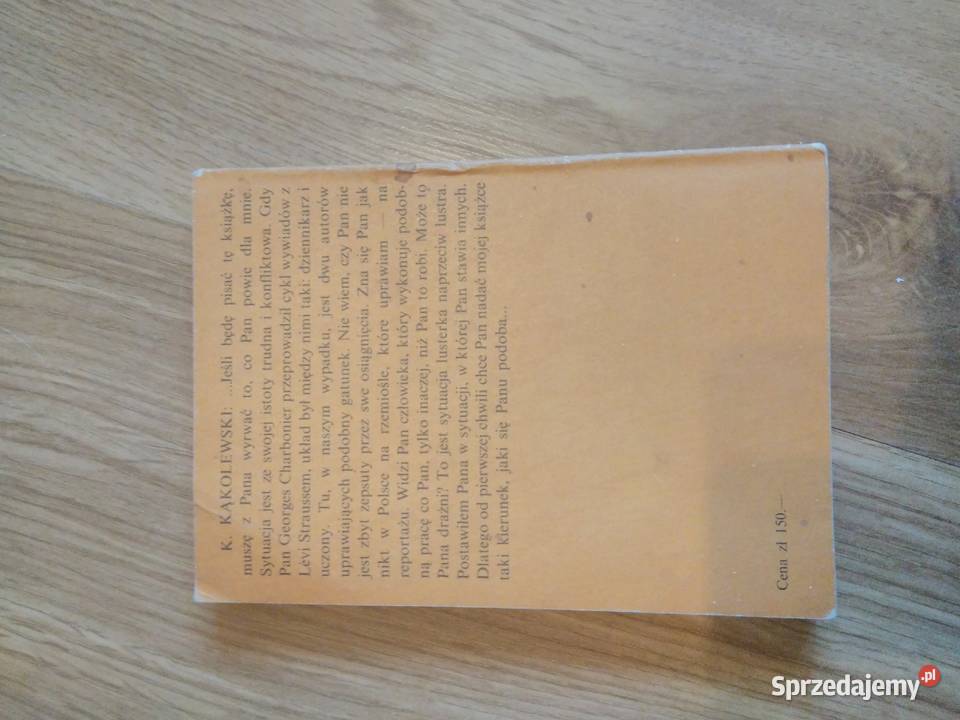 K. KĄKOLEWSKI: ...Jeśli będę pisać tę książkę,
muszę z Pana wyrwać to, co Pan powie dla mnie.
Sytuacja jest ze swojej istoty trudna i konfliktowa. Gdy
Pan Georges Charbonier przeprowadził cykl wywiadów z
Levi Straussem, układ był między nimi taki: dziennikarz i
uczony. Tu, w naszym wypadku, jest dwu autorów
uprawiających podobny gatunek. Nie wiem, czy Pan nie
jest zbyt zepsuty przez swe osiągnięcia. Zna się Pan jak
nikt w Polsce na rzemiośle, które uprawiam — na
reportażu. Widzi Pan człowieka, który wykonuje podob-
ną pracę co Pan, tylko inaczej, niż Pan to robi. Może to
Pana drażni? To jest sytuacja lusterka naprzeciw lustra.
Postawiłem Pana w sytuacji, w której Pan stawia innych.
Dlatego od pierwszej chwili chce Pan nadać mojej książce
taki kierunek, jaki się Panu podoba...
Cena zł 150.—
Sprzedajemy.pl